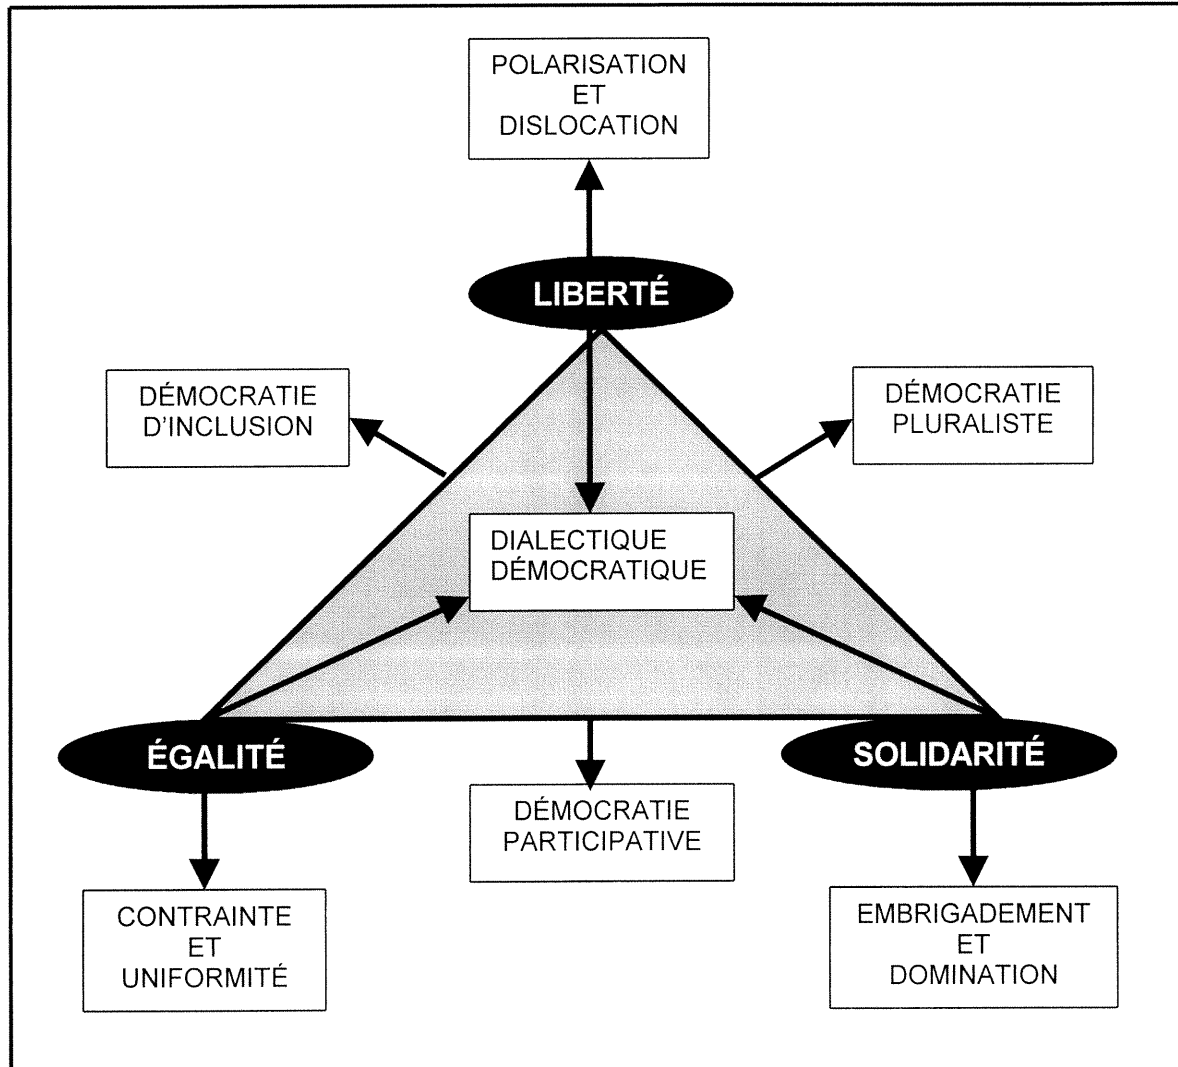 POLARISATION
ET
DISLOCATION
LIBERTÉ
DÉMOCRATIE
D'INCLUSION
DÉMOCRATIE
PLURALISTE
DIALECTIQUE
DÉMOCRATIQUE
ÉGALITÉ
SOLIDARITÉ
DÉMOCRATIE
PARTICIPATIVE
CONTRAINTE
ET
UNIFORMITÉ
EMBRIGADEMENT
ET
DOMINATION